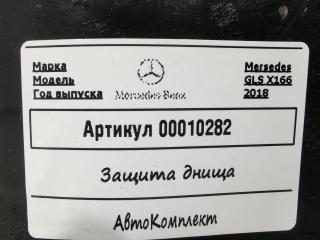 Марка Mersedes
Модель GLS X166
Год выпуска Mercedes-Benz 2018
Артикул 00010282
Защита днища
АвтоКомплект